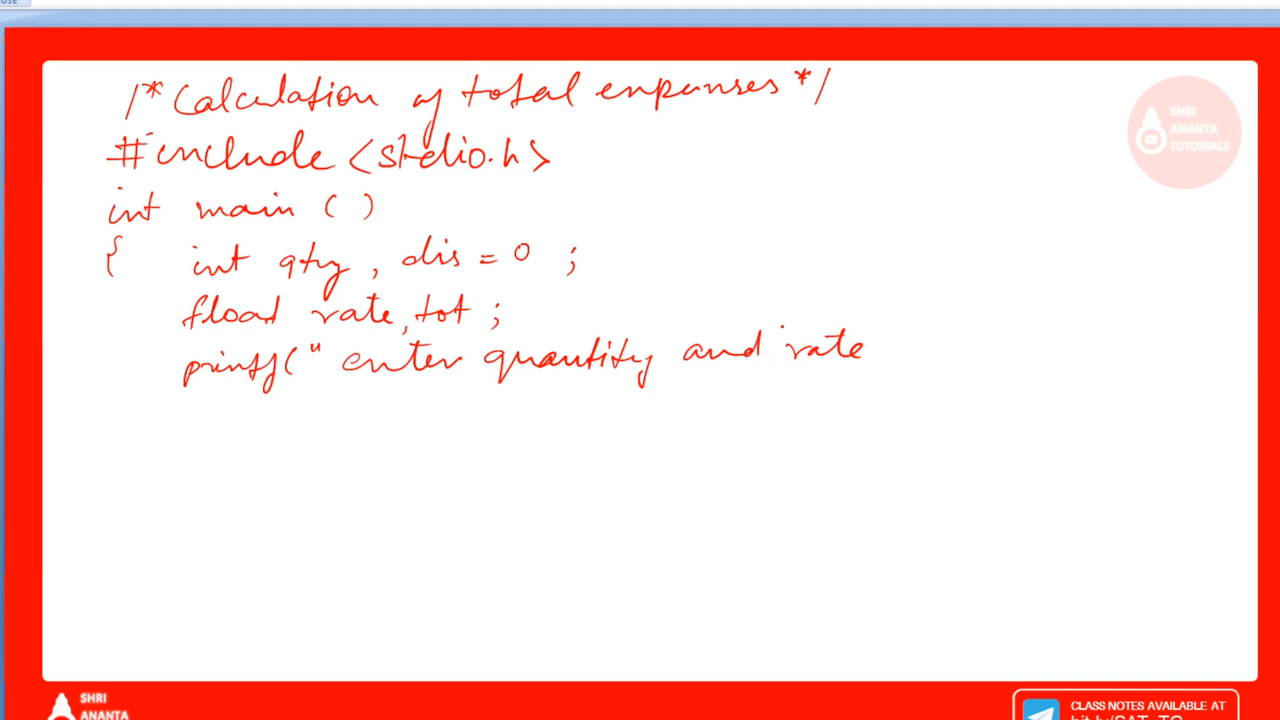 /* Calculation of total expenses */
#include <stdio.h>
int main ( )
{ int qty , dis = 0 ;
float rate, tot ;
printf( " enter quantity and rate
SHRI
ANANTA
TUTORIALS
SHRI
ANANTA
CLASS NOTES AVAILABLE AT